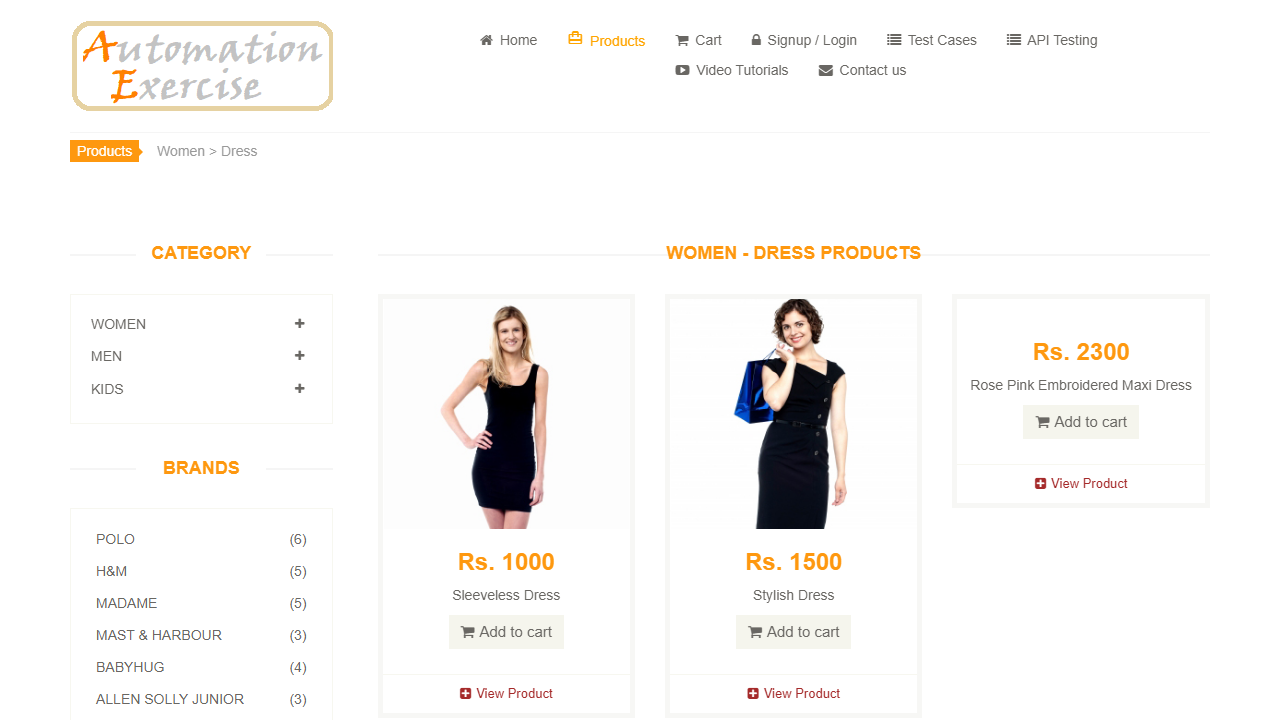 Automation
Exercise
Home
Products
Cart
Signup / Login
Test Cases
API Testing
Video Tutorials
Contact us
Products
Women > Dress
CATEGORY
WOMEN
MEN
KIDS
BRANDS
POLO (6)
H&M (5)
MADAME (5)
MAST & HARBOUR (3)
BABYHUG (4)
ALLEN SOLLY JUNIOR (3)
WOMEN - DRESS PRODUCTS
Rs. 1000
Sleeveless Dress
Add to cart
View Product
Rs. 1500
Stylish Dress
Add to cart
View Product
Rs. 2300
Rose Pink Embroidered Maxi Dress
Add to cart
View Product